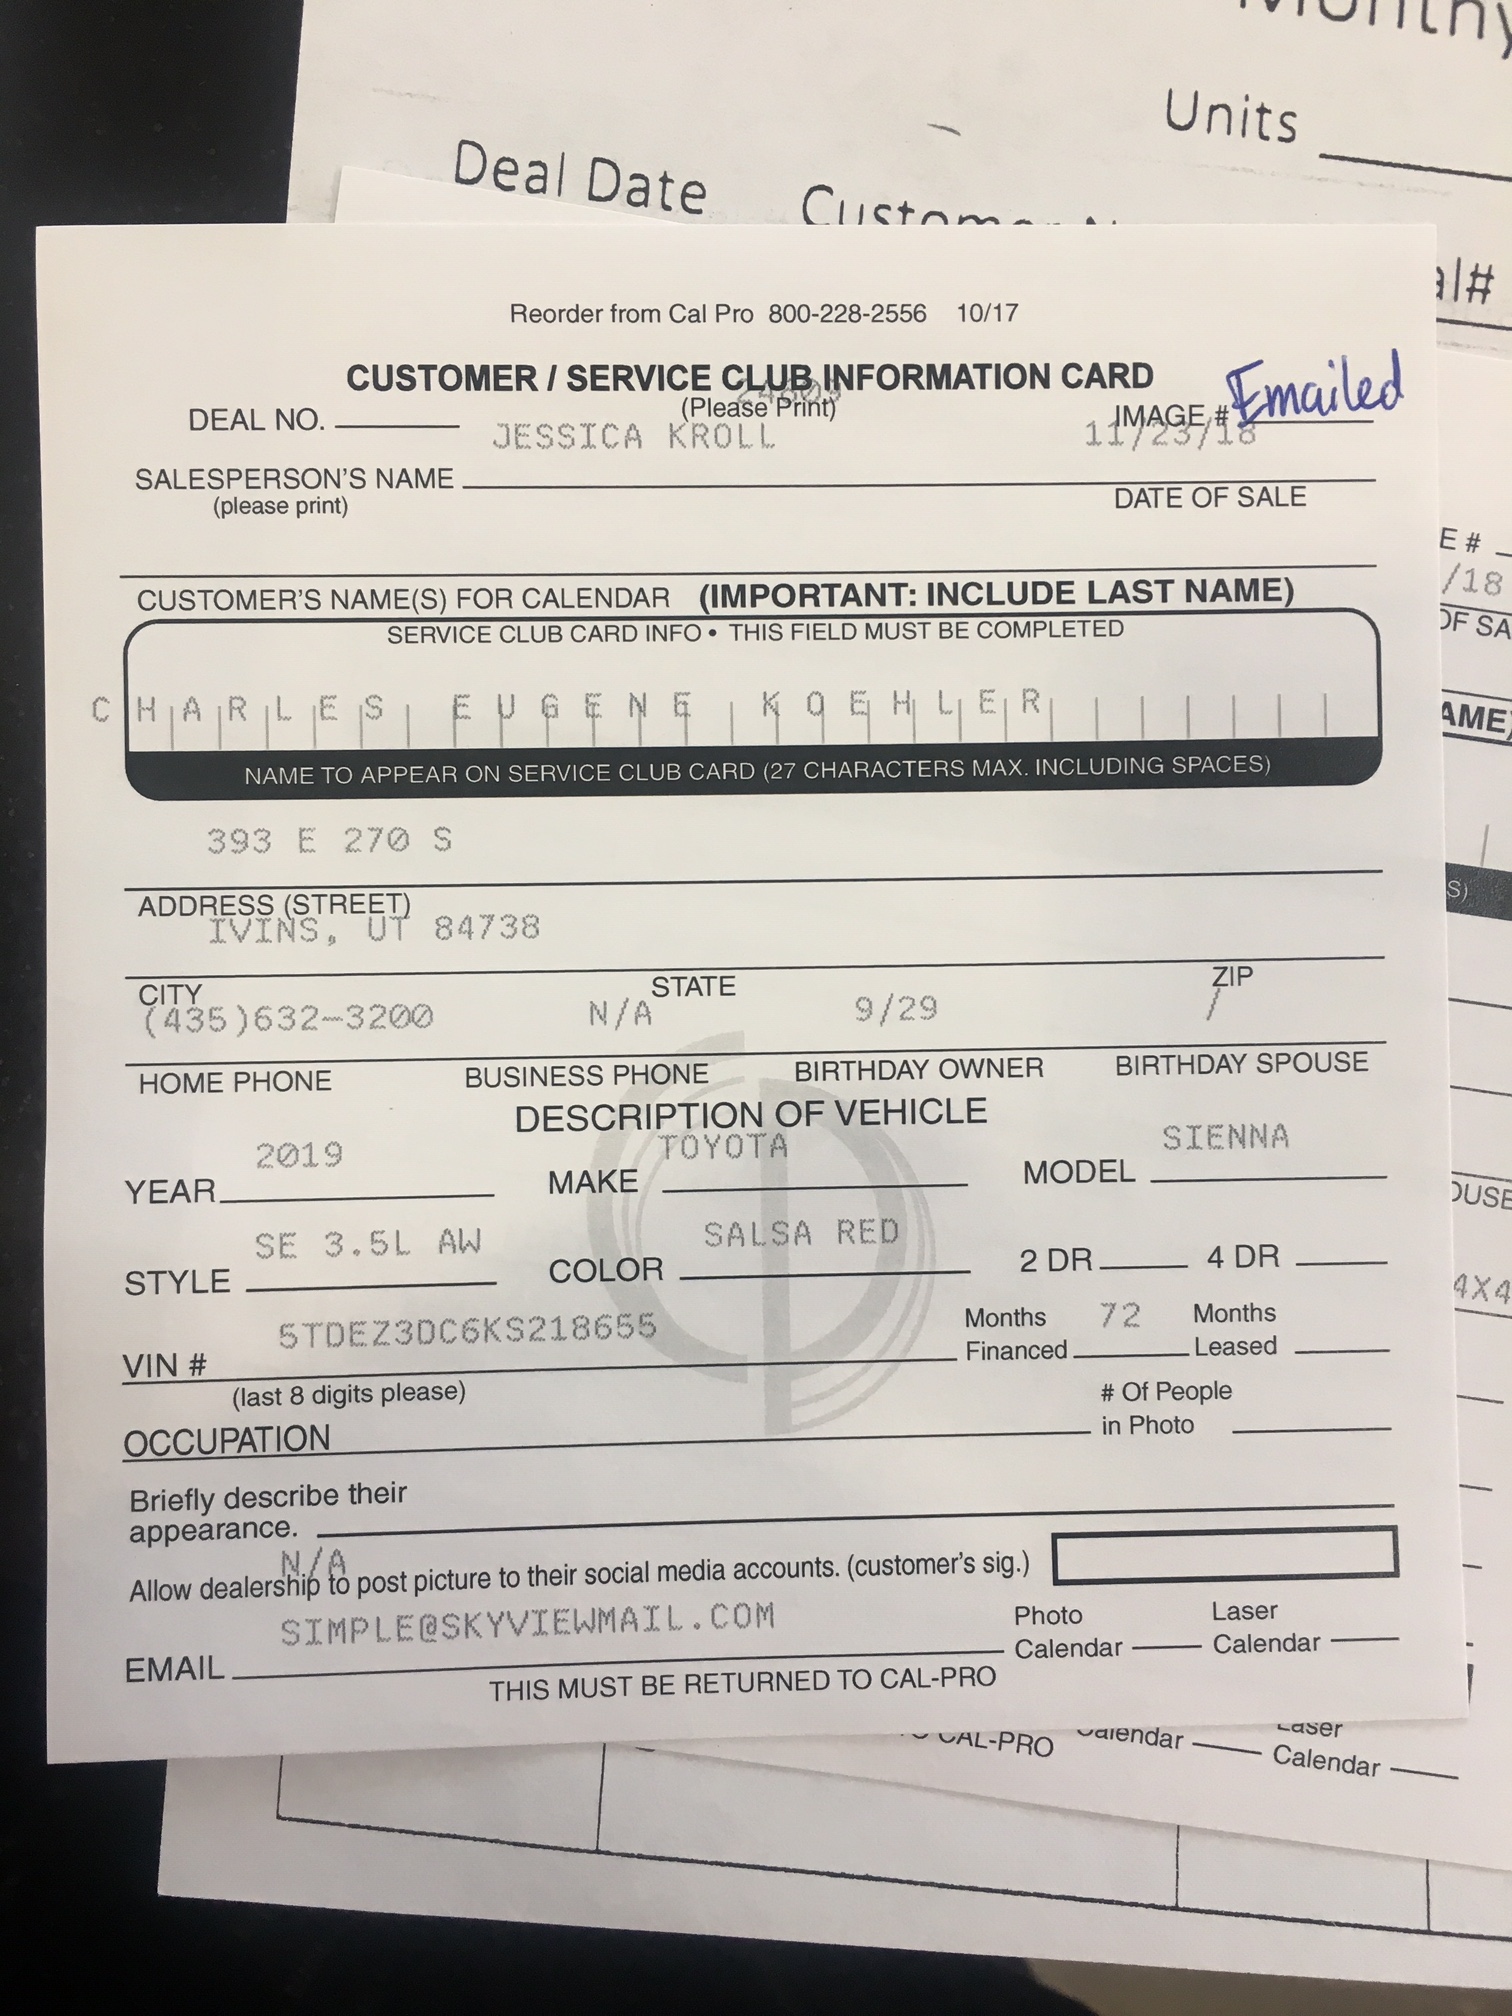 Units
Deal Date
Reorder from Cal Pro 800-228-2556 10/17
CUSTOMER / SERVICE CLUB INFORMATION CARD
(Please Print)
DEAL NO. IMAGE # Emailed
JESSICA KROLL 11/23/18
SALESPERSON'S NAME
(please print) DATE OF SALE
CUSTOMER'S NAME(S) FOR CALENDAR (IMPORTANT: INCLUDE LAST NAME)
SERVICE CLUB CARD INFO • THIS FIELD MUST BE COMPLETED
CHARLES EUGENE KOEHLER
NAME TO APPEAR ON SERVICE CLUB CARD (27 CHARACTERS MAX. INCLUDING SPACES)
393 E 270 S
ADDRESS (STREET)
IVINS, UT 84738
CITY STATE ZIP
(435)632-3200 N/A 9/29 /
HOME PHONE BUSINESS PHONE BIRTHDAY OWNER BIRTHDAY SPOUSE
DESCRIPTION OF VEHICLE
2019 TOYOTA SIENNA
YEAR MAKE MODEL
SE 3.5L AW SALSA RED
STYLE COLOR 2 DR 4 DR
5TDEZ3DC6KS218655 Months 72 Months
VIN # Financed Leased
(last 8 digits please) # Of People
OCCUPATION in Photo
Briefly describe their
appearance.
N/A
Allow dealership to post picture to their social media accounts. (customer's sig.)
SIMPLE@SKYVIEWMAIL.COM Photo Laser
EMAIL Calendar Calendar
THIS MUST BE RETURNED TO CAL-PRO
CAL-PRO Calendar Laser
Calendar